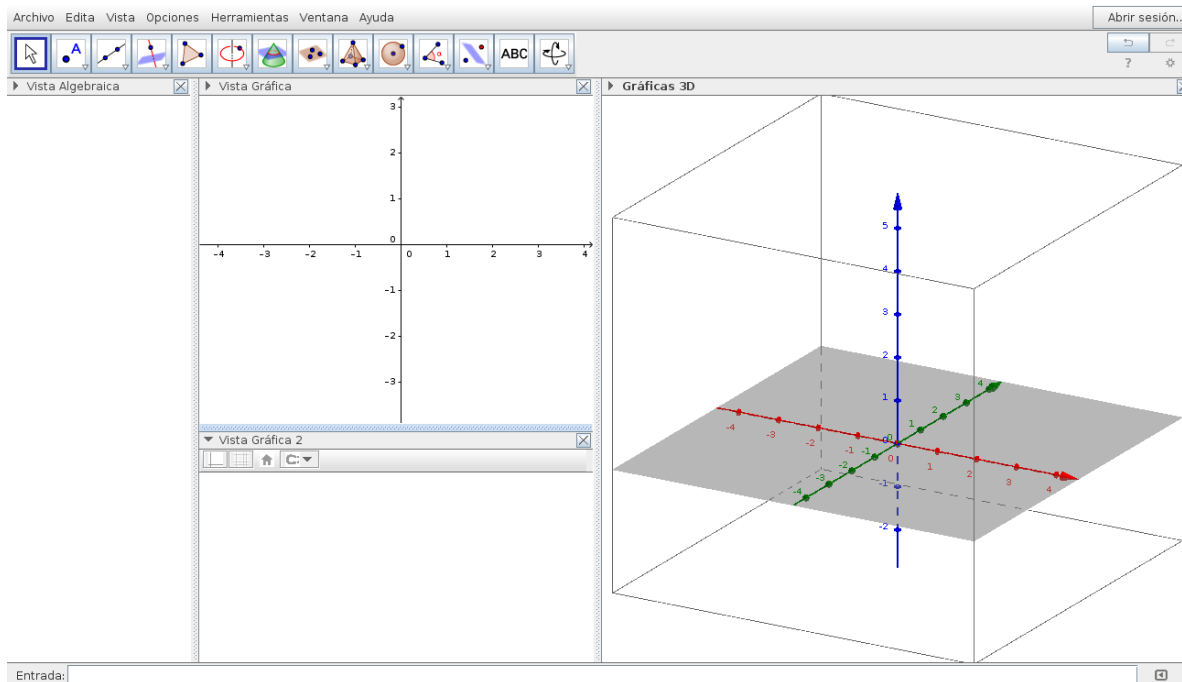 Archivo Edita Vista Opciones Herramientas Ventana Ayuda
Abrir sesión...
A
α
ABC
?
Vista Algebraica
Vista Gráfica
Gráficas 3D
3
2
1
0
-4 -3 -2 -1 0 1 2 3 4
-1
-2
-3
Vista Gráfica 2
C
5
4
3
2
1
0
-1
-2
-4 -3 -2 -1 0 1 2 3 4
-4 -3 -2 -1 0 1 2 3 4
Entrada: